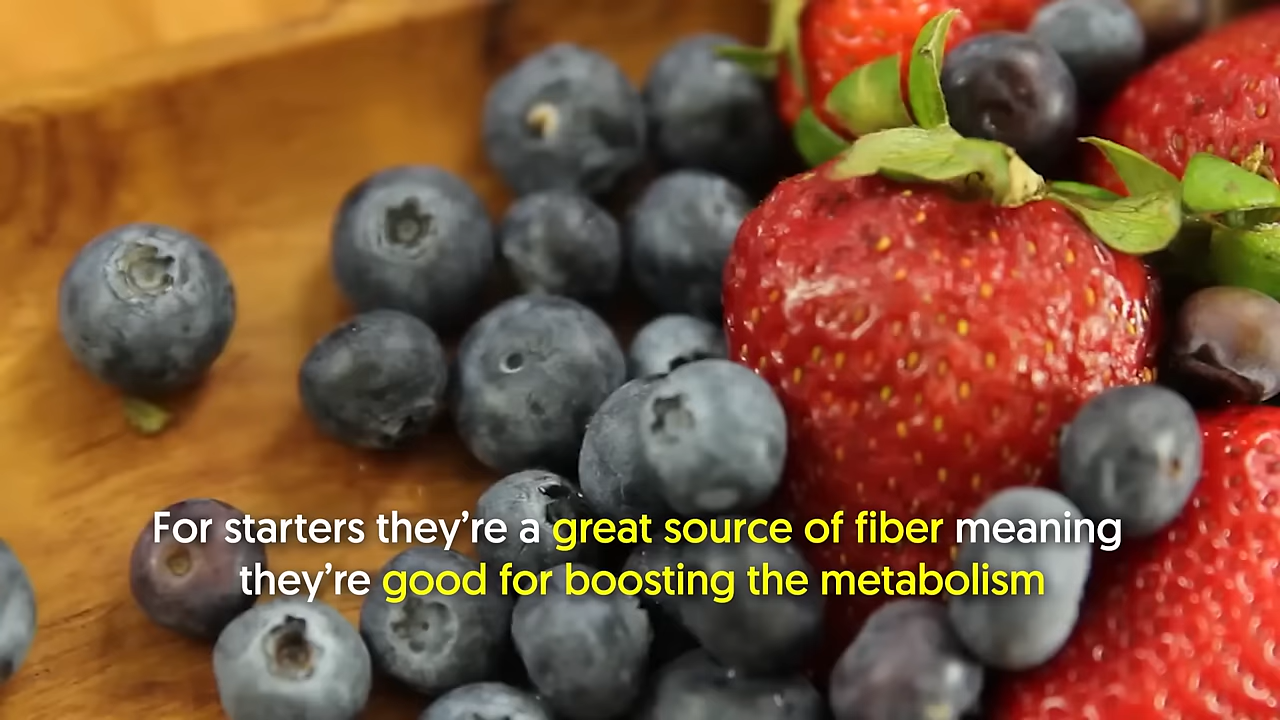 For starters they’re a great source of fiber meaning
they’re good for boosting the metabolism